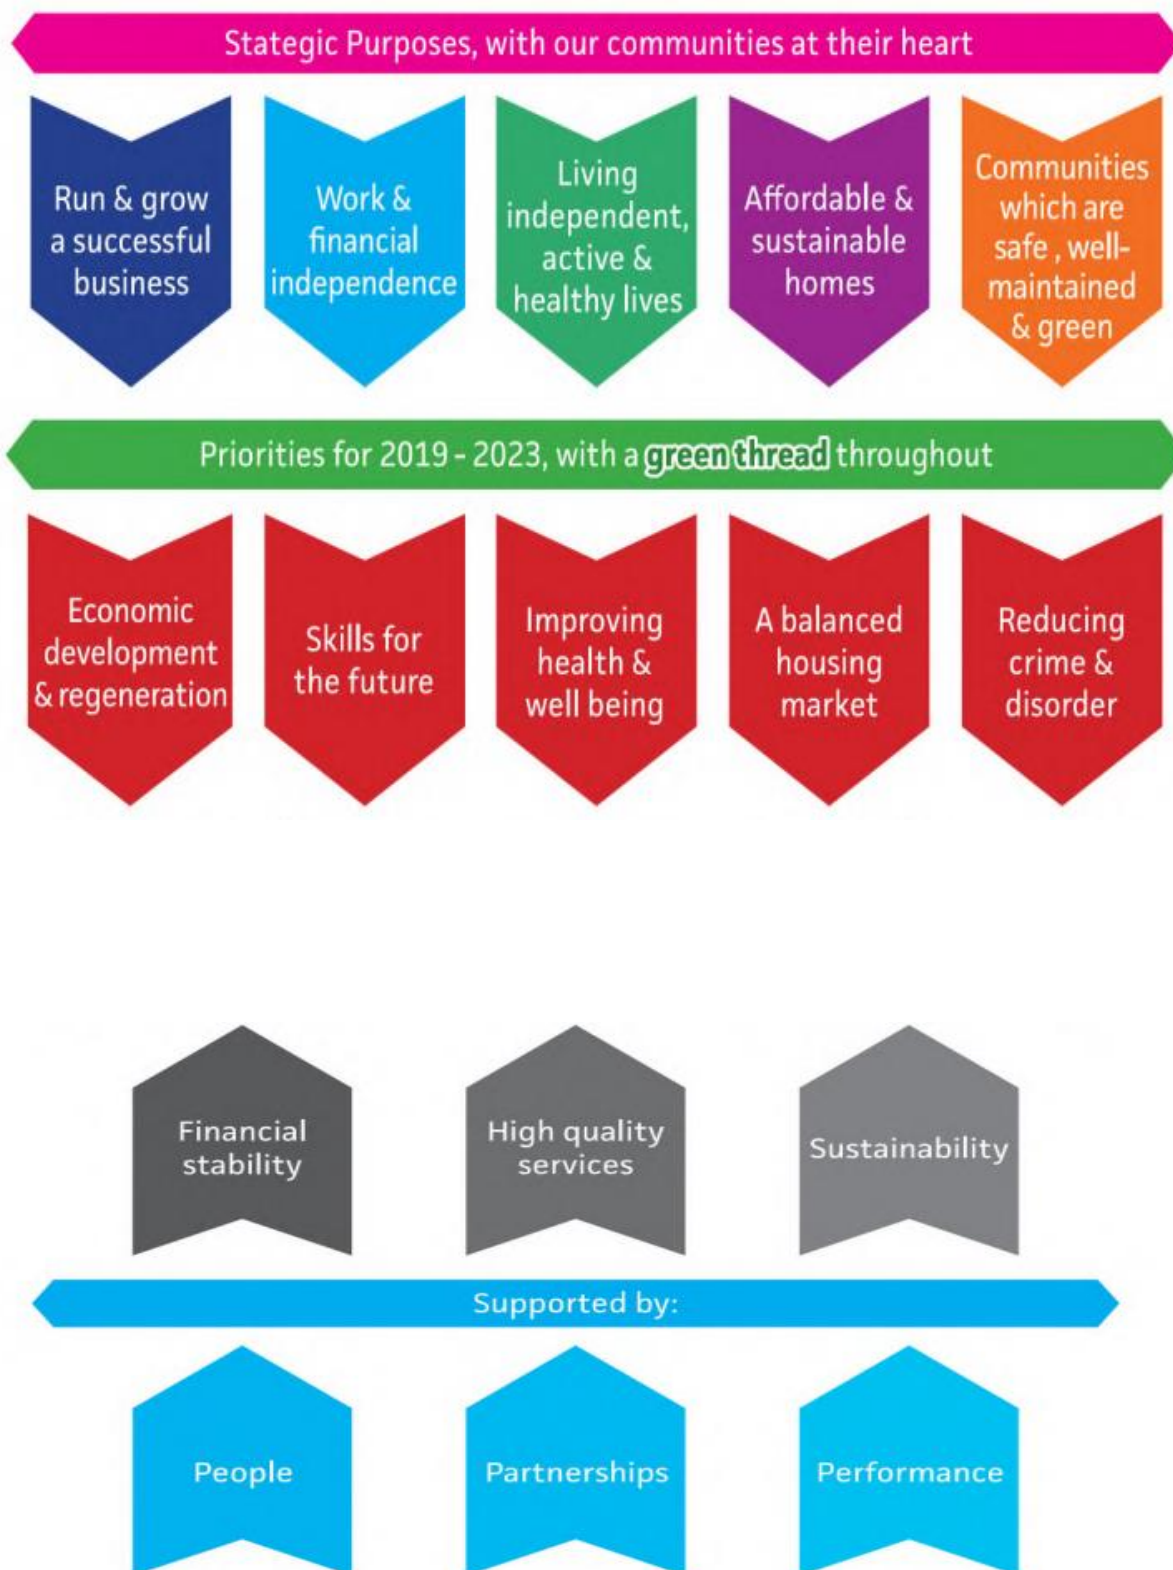 Stategic Purposes, with our communities at their heart
Run & grow
a successful
business
Work &
financial
independence
Living
independent,
active &
healthy lives
Affordable &
sustainable
homes
Communities
which are
safe , well-
maintained
& green
Priorities for 2019 - 2023, with a green thread throughout
Economic
development
& regeneration
Skills for
the future
Improving
health &
well being
A balanced
housing
market
Reducing
crime &
disorder
Financial
stability
High quality
services
Sustainability
Supported by:
People
Partnerships
Performance